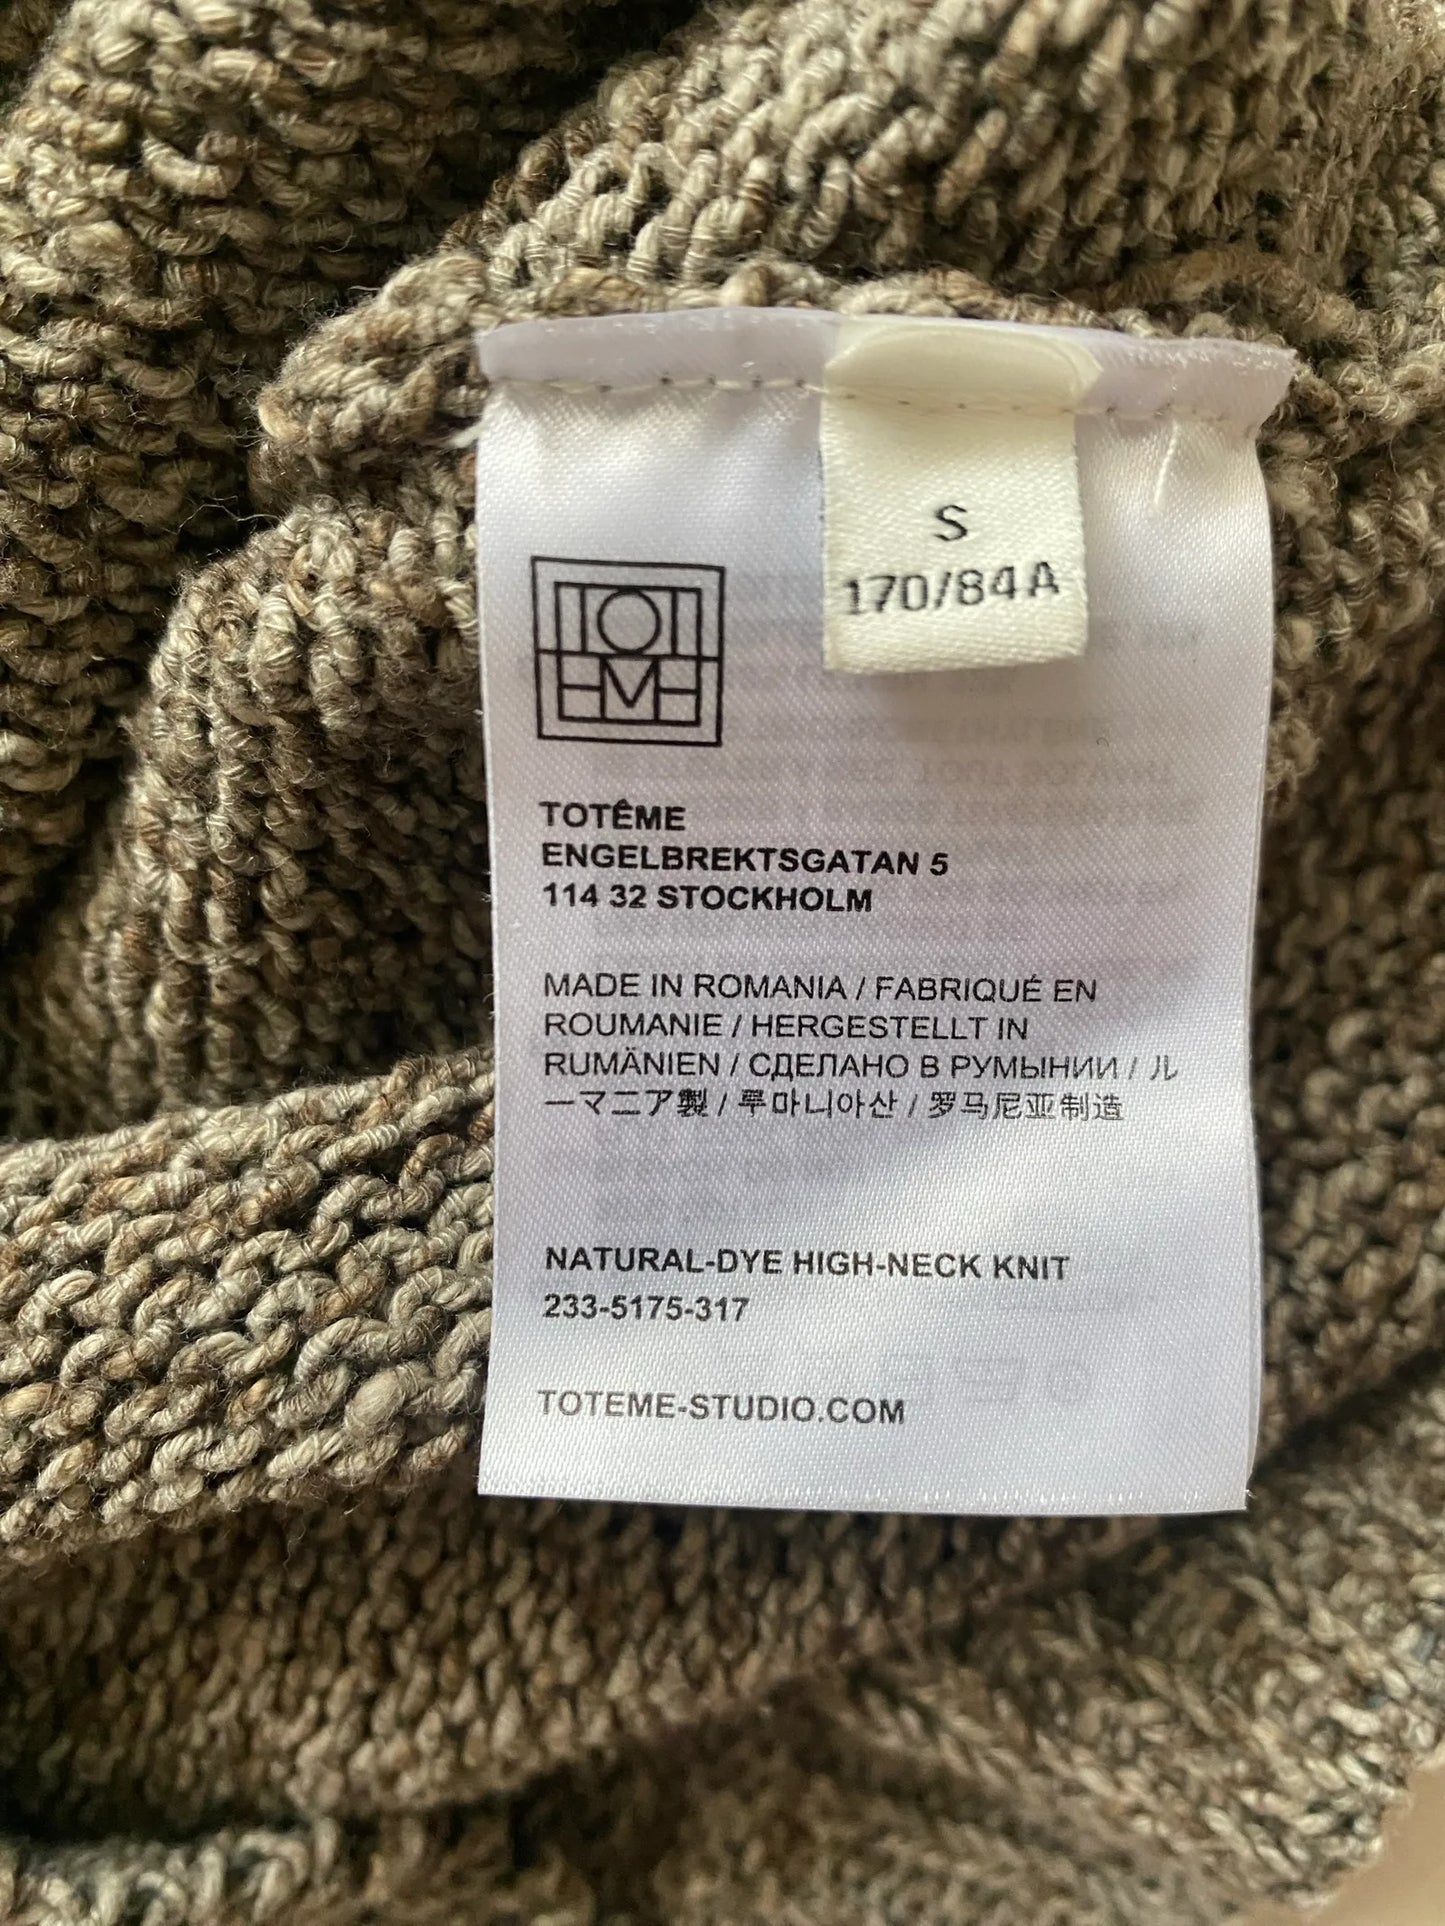 S
170/84A
TOTEME
TOTÊME
ENGELBREKTSGATAN 5
114 32 STOCKHOLM
MADE IN ROMANIA / FABRIQUÉ EN
ROUMANIE / HERGESTELLT IN
RUMÄNIEN / СДЕЛАНО В РУМЫНИИ / ル
ーマニア製 / 루마니아산 / 罗马尼亚制造
NATURAL-DYE HIGH-NECK KNIT
233-5175-317
TOTEME-STUDIO.COM